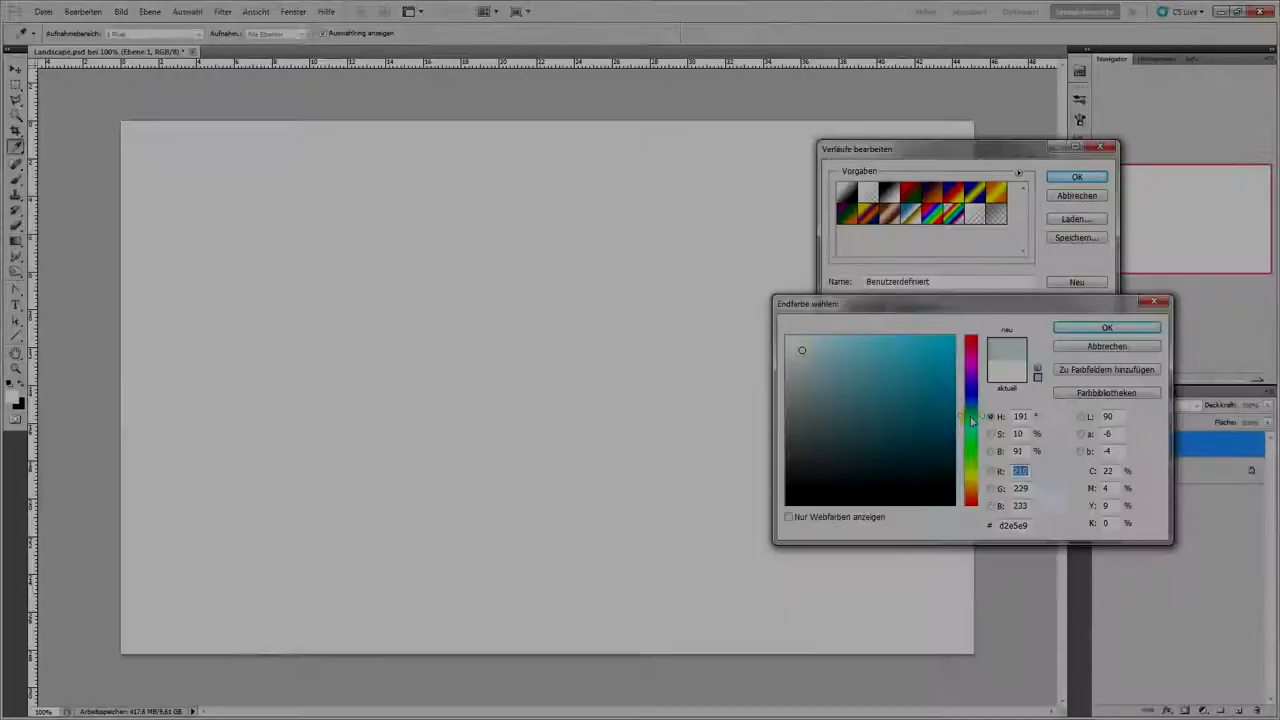 Datei Bearbeiten Bild Ebene Auswahl Filter Ansicht Fenster Hilfe
CS Live
Aufnahmebereich: 1 Pixel Aufnahme: Alle Ebenen Auswahlring anzeigen
Landscape.psd bei 100% (Ebene 1, RGB/8) *
Navigator
Verläufe bearbeiten
Vorgaben
OK
Abbrechen
Laden...
Speichern...
Name: Benutzerdefiniert
Neu
Endfarbe wählen:
neu
aktuell
OK
Abbrechen
Zu Farbfeldern hinzufügen
Farbbibliotheken
H: 191 ° L: 90
S: 10 % a: -6
B: 91 % b: -4
R: 210 C: 22 %
G: 229 M: 4 %
B: 233 Y: 9 %
# d2e5e9 K: 0 %
Nur Webfarben anzeigen
Deckkraft: 100%
Fläche: 100%
100% Arbeitsspeicher: 417,6 MB/9,61 GB